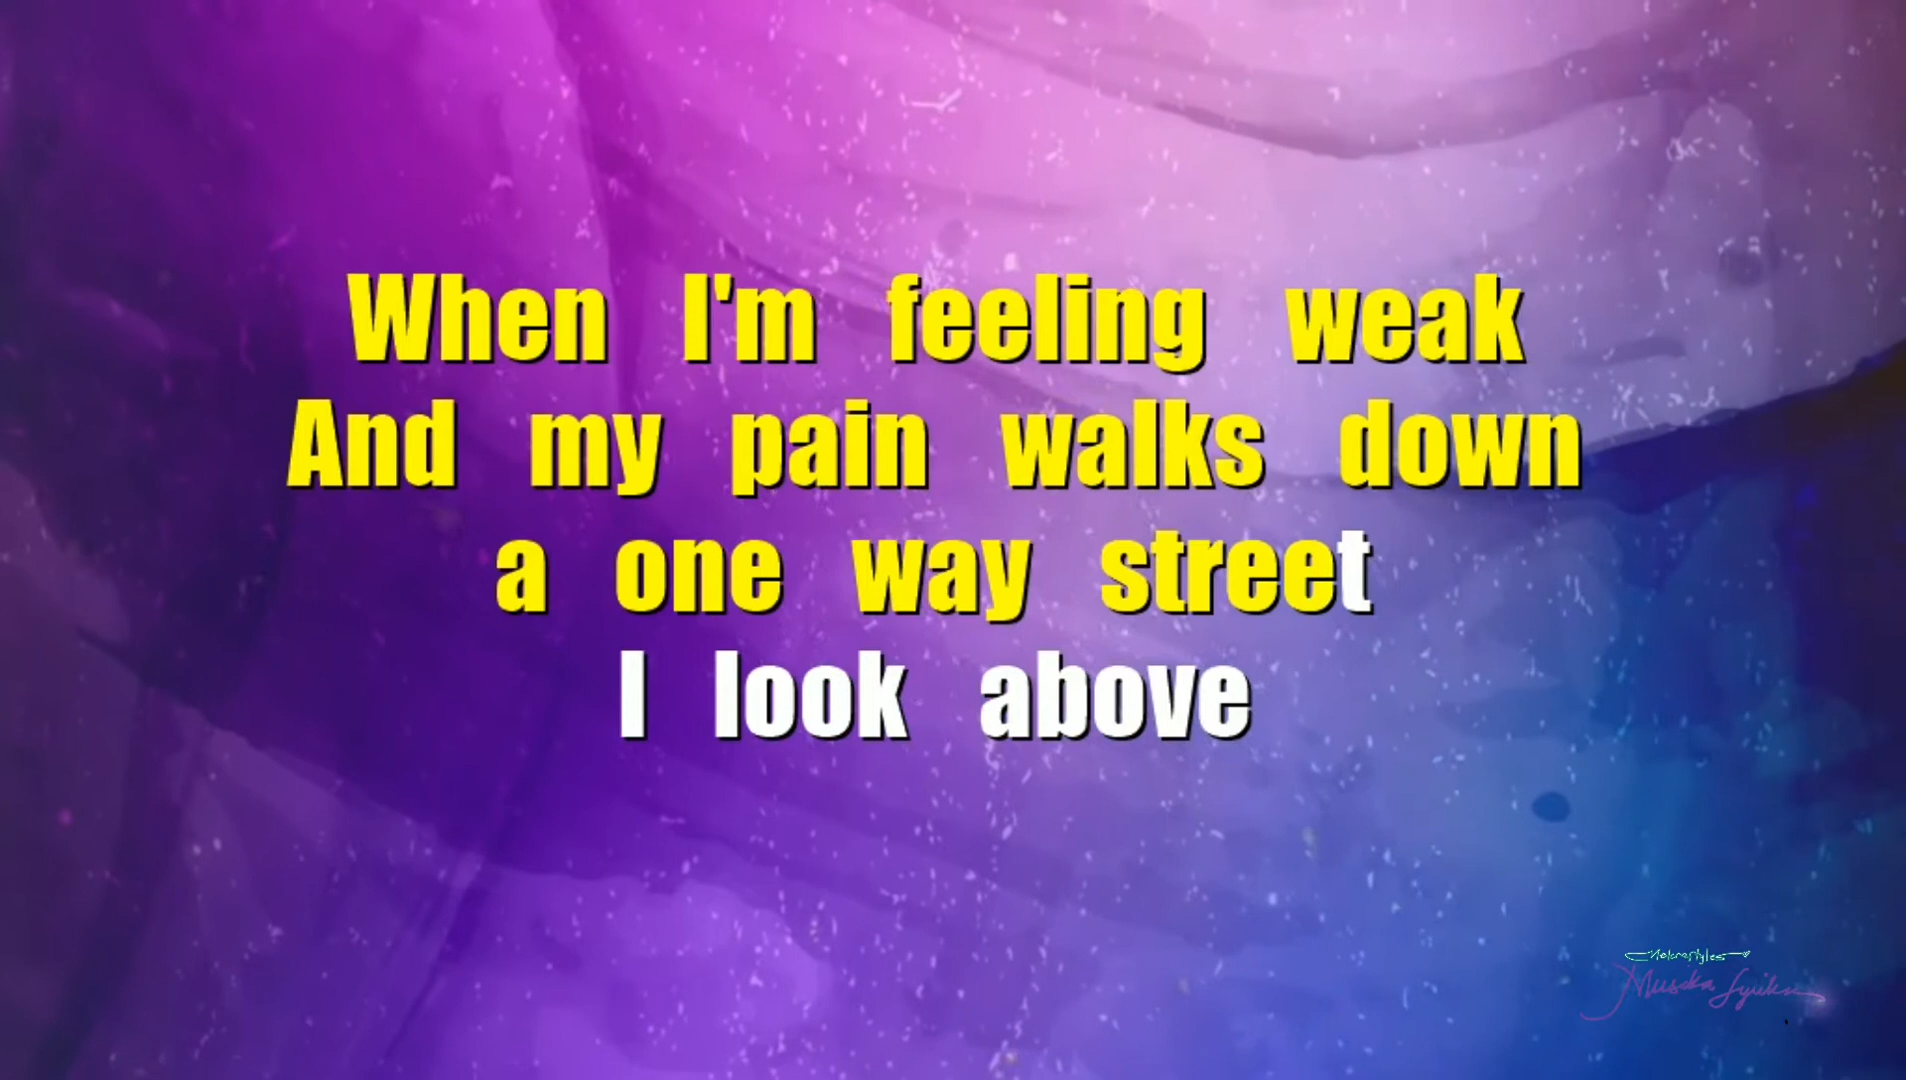 When I'm feeling weak
And my pain walks down
a one way street
I look above